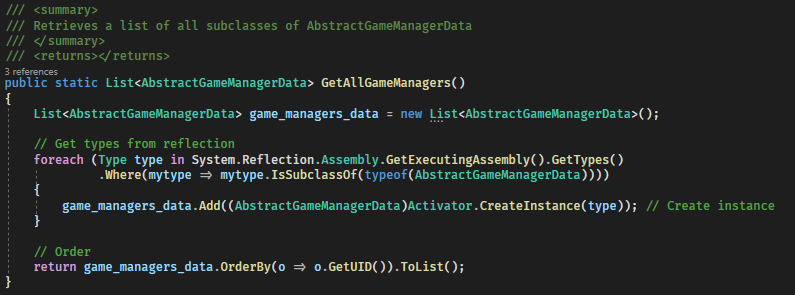 /// <summary>
/// Retrieves a list of all subclasses of AbstractGameManagerData
/// </summary>
/// <returns></returns>
3 references
public static List<AbstractGameManagerData> GetAllGameManagers()
{
    List<AbstractGameManagerData> game_managers_data = new List<AbstractGameManagerData>();

    // Get types from reflection
    foreach (Type type in System.Reflection.Assembly.GetExecutingAssembly().GetTypes()
             .Where(mytype => mytype.IsSubclassOf(typeof(AbstractGameManagerData))))
    {
        game_managers_data.Add((AbstractGameManagerData)Activator.CreateInstance(type)); // Create instance
    }

    // Order
    return game_managers_data.OrderBy(o => o.GetUID()).ToList();
}